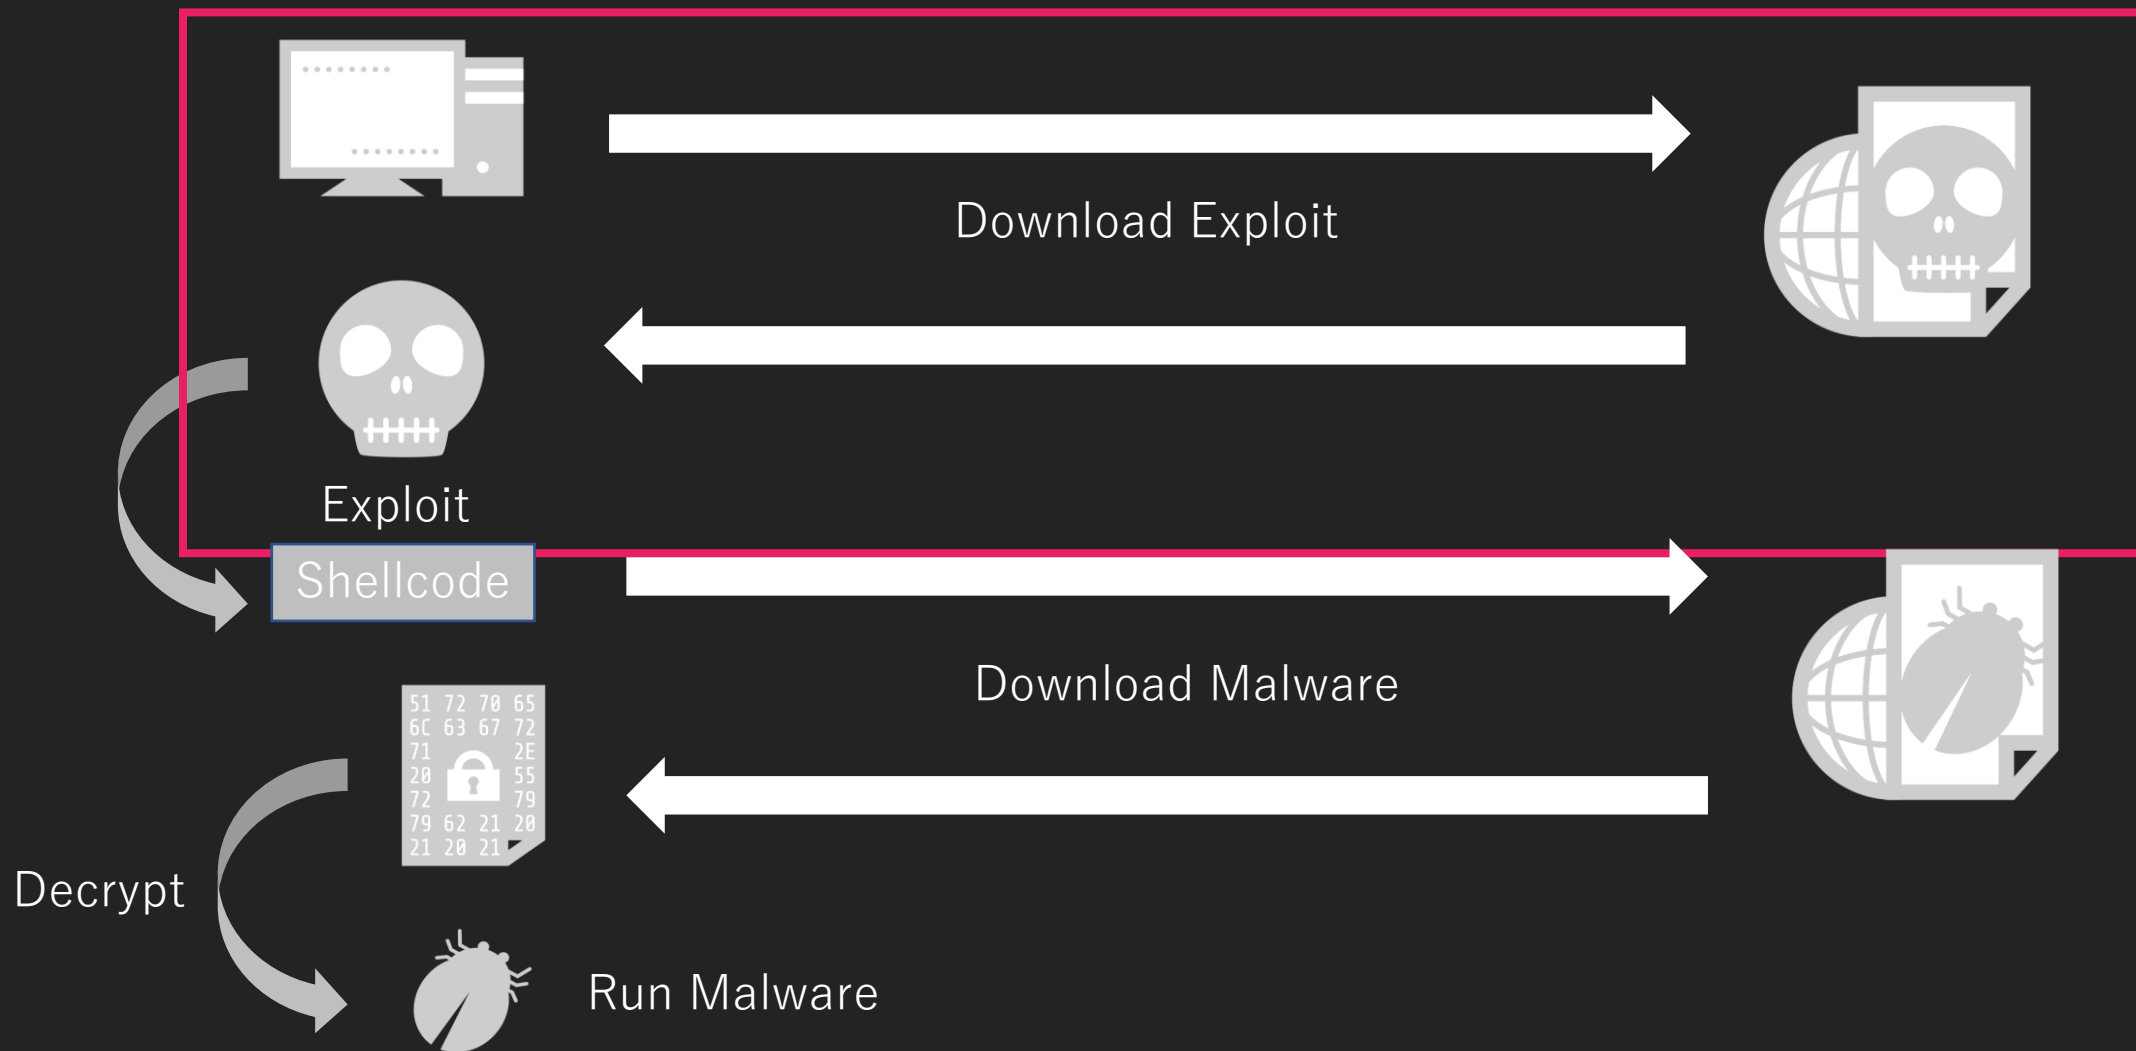 Download Exploit
Exploit
Shellcode
Download Malware
51 72 70 65
6C 63 67 72
71 2E
20 55
72 79
79 62 21 20
21 20 21
Decrypt
Run Malware